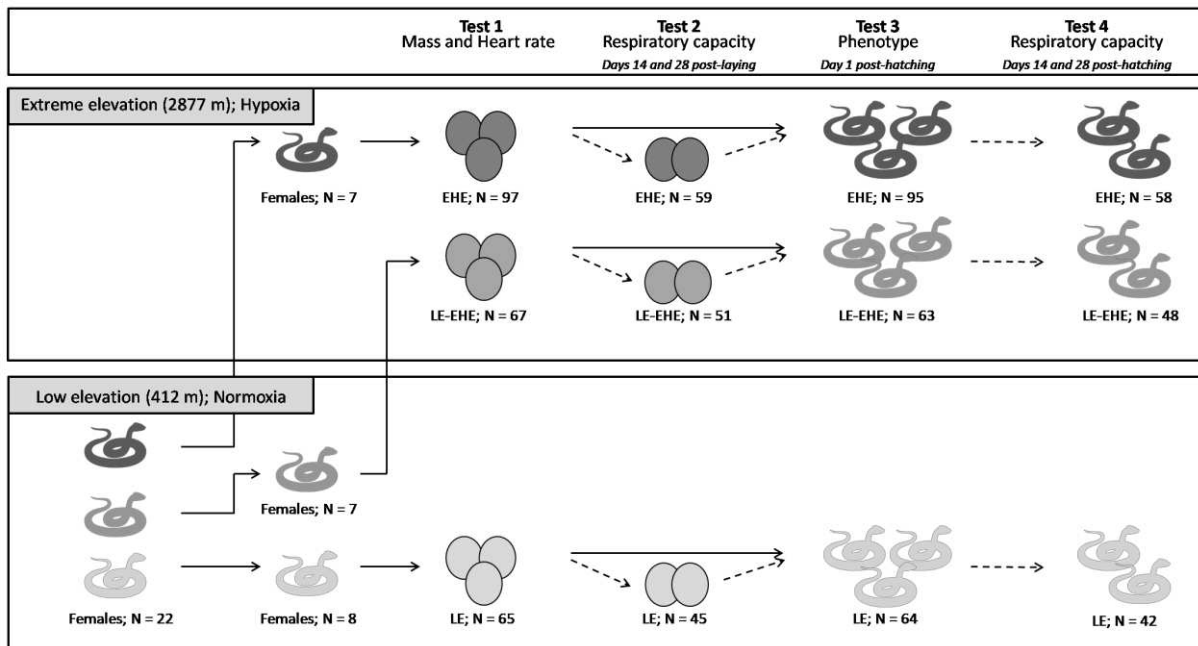 Test 1
Mass and Heart rate
Test 2
Respiratory capacity
Days 14 and 28 post-laying
Test 3
Phenotype
Day 1 post-hatching
Test 4
Respiratory capacity
Days 14 and 28 post-hatching
Extreme elevation (2877 m); Hypoxia
Females; N = 7
EHE; N = 97
EHE; N = 59
EHE; N = 95
EHE; N = 58
LE-EHE; N = 67
LE-EHE; N = 51
LE-EHE; N = 63
LE-EHE; N = 48
Low elevation (412 m); Normoxia
Females; N = 7
Females; N = 22
Females; N = 8
LE; N = 65
LE; N = 45
LE; N = 64
LE; N = 42